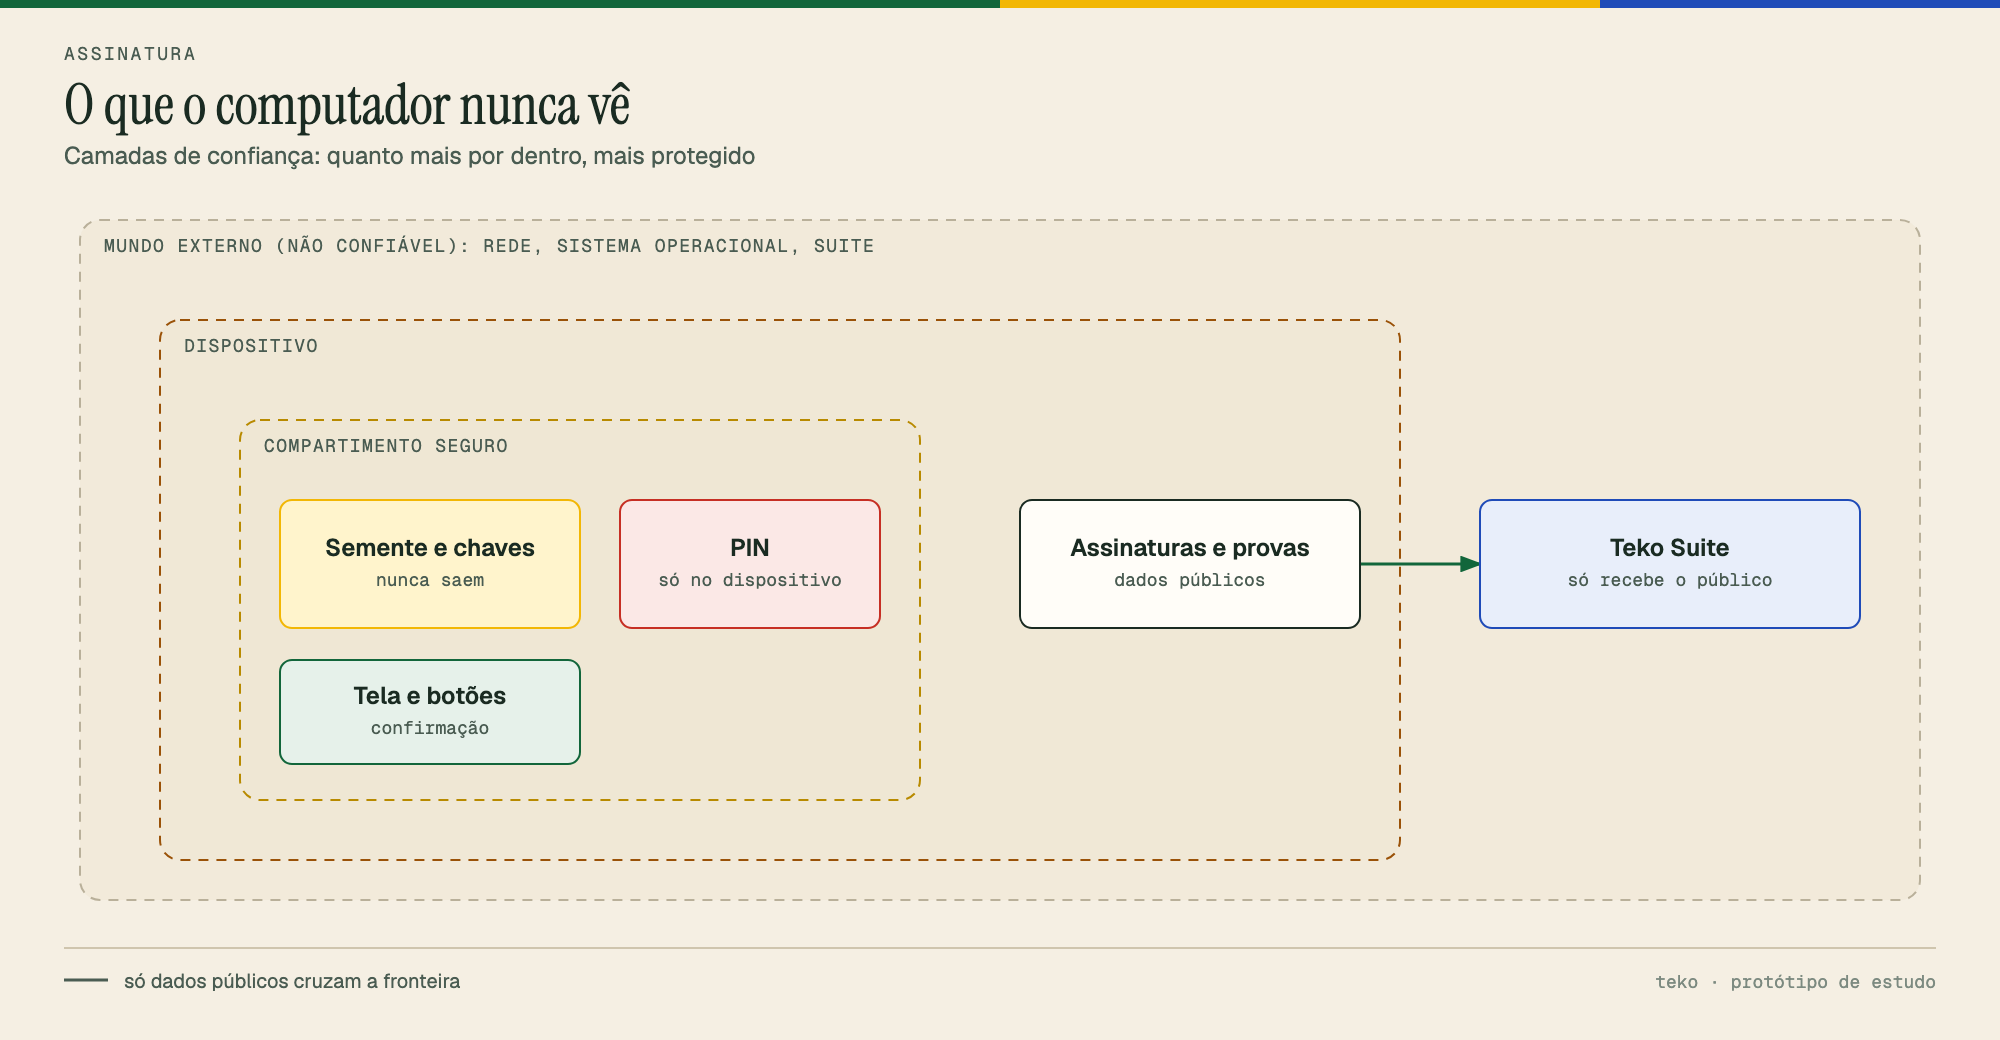 ASSINATURA
O que o computador nunca vê
Camadas de confiança: quanto mais por dentro, mais protegido
MUNDO EXTERNO (NÃO CONFIÁVEL): REDE, SISTEMA OPERACIONAL, SUITE
DISPOSITIVO
COMPARTIMENTO SEGURO
Semente e chaves
nunca saem
PIN
só no dispositivo
Assinaturas e provas
dados públicos
Teko Suite
só recebe o público
Tela e botões
confirmação
só dados públicos cruzam a fronteira
teko · protótipo de estudo